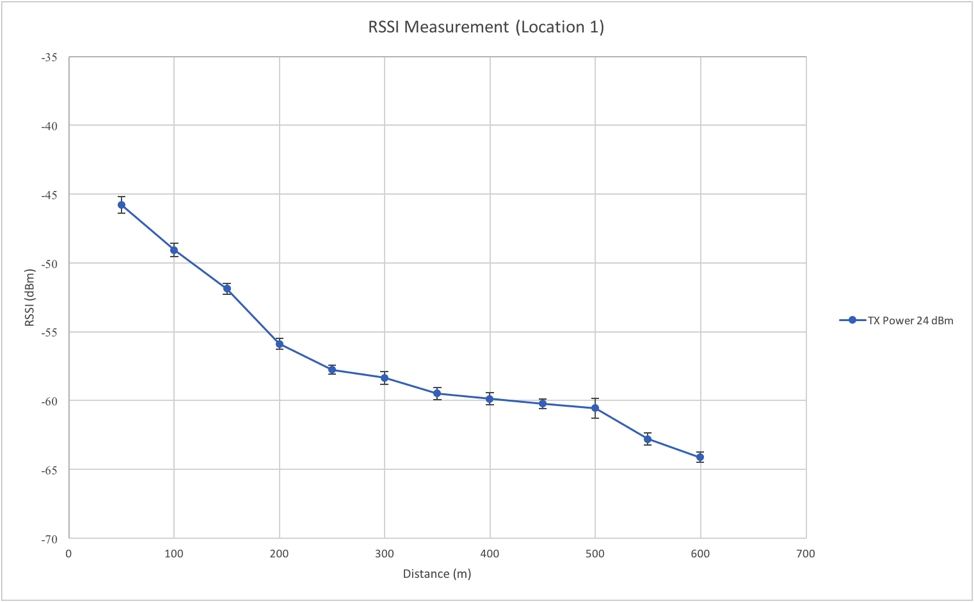 RSSI Measurement (Location 1)
-35
-40
-45
-50
-55
-60
-65
-70
RSSI (dBm)
0 100 200 300 400 500 600 700
Distance (m)
TX Power 24 dBm